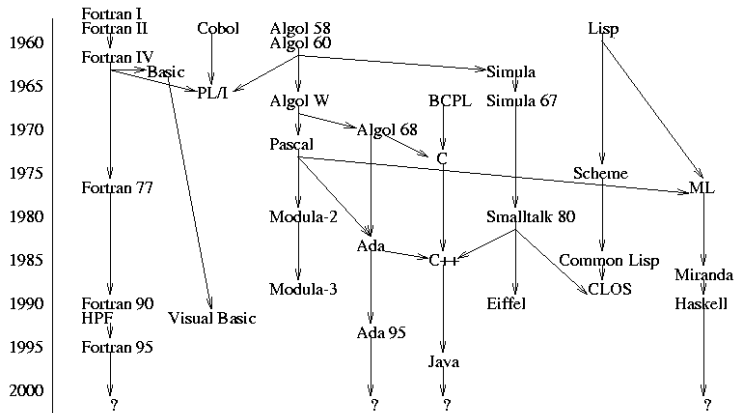 Fortran I
Fortran II Cobol Algol 58 Lisp
1960 Algol 60
Fortran IV
Basic Simula
1965 PL/I
Algol W BCPL Simula 67
1970 Algol 68
Pascal C
1975 Scheme
Fortran 77 ML
1980 Modula-2 Smalltalk 80
Ada
1985 C++ Common Lisp
Miranda
Modula-3 CLOS
1990 Fortran 90 Eiffel Haskell
HPF Visual Basic
Ada 95
1995 Fortran 95
Java
2000
? ? ? ?